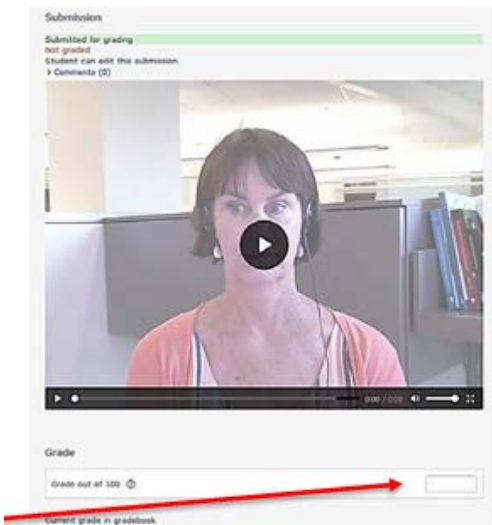 Submission
Submitted for grading
Not graded
Student can edit this submission
Comments (0)
0:00 / 0:09
Grade
Grade out of 100
Current grade in gradebook